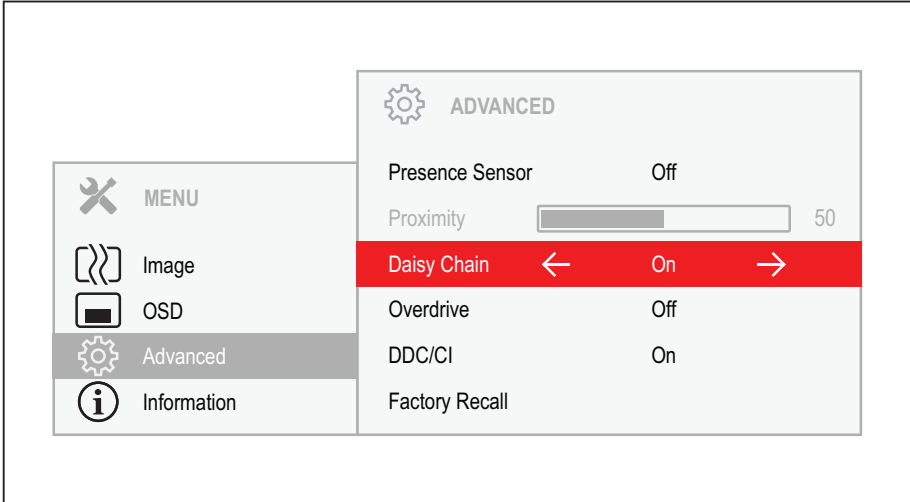 MENU
Image
OSD
Advanced
Information
ADVANCED
Presence Sensor Off
Proximity 50
Daisy Chain On
Overdrive Off
DDC/CI On
Factory Recall